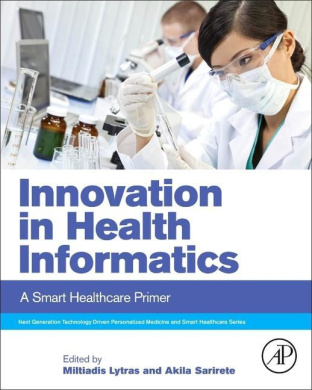 Innovation
in Health
Informatics
A Smart Healthcare Primer
Next Generation Technology Driven Personalized Medicine and Smart Healthcare Series
Edited by
Miltiadis Lytras and Akila Sarirete
AP